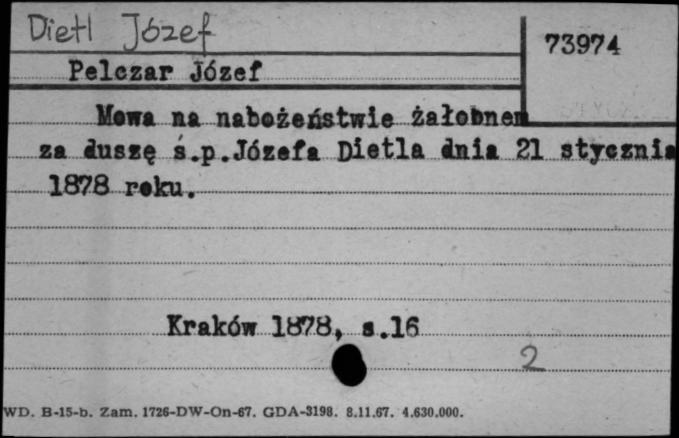 Dietl Józef
73974
Pelczar Józef
Mowa na nabożeństwie żałobnem
za duszę ś.p.Józefa Dietla dnia 21 stycznia
1878 roku.
Kraków 1878, s.16
2
WD. B-15-b. Zam. 1726-DW-On-67. GDA-3198. 8.11.67. 4.630.000.